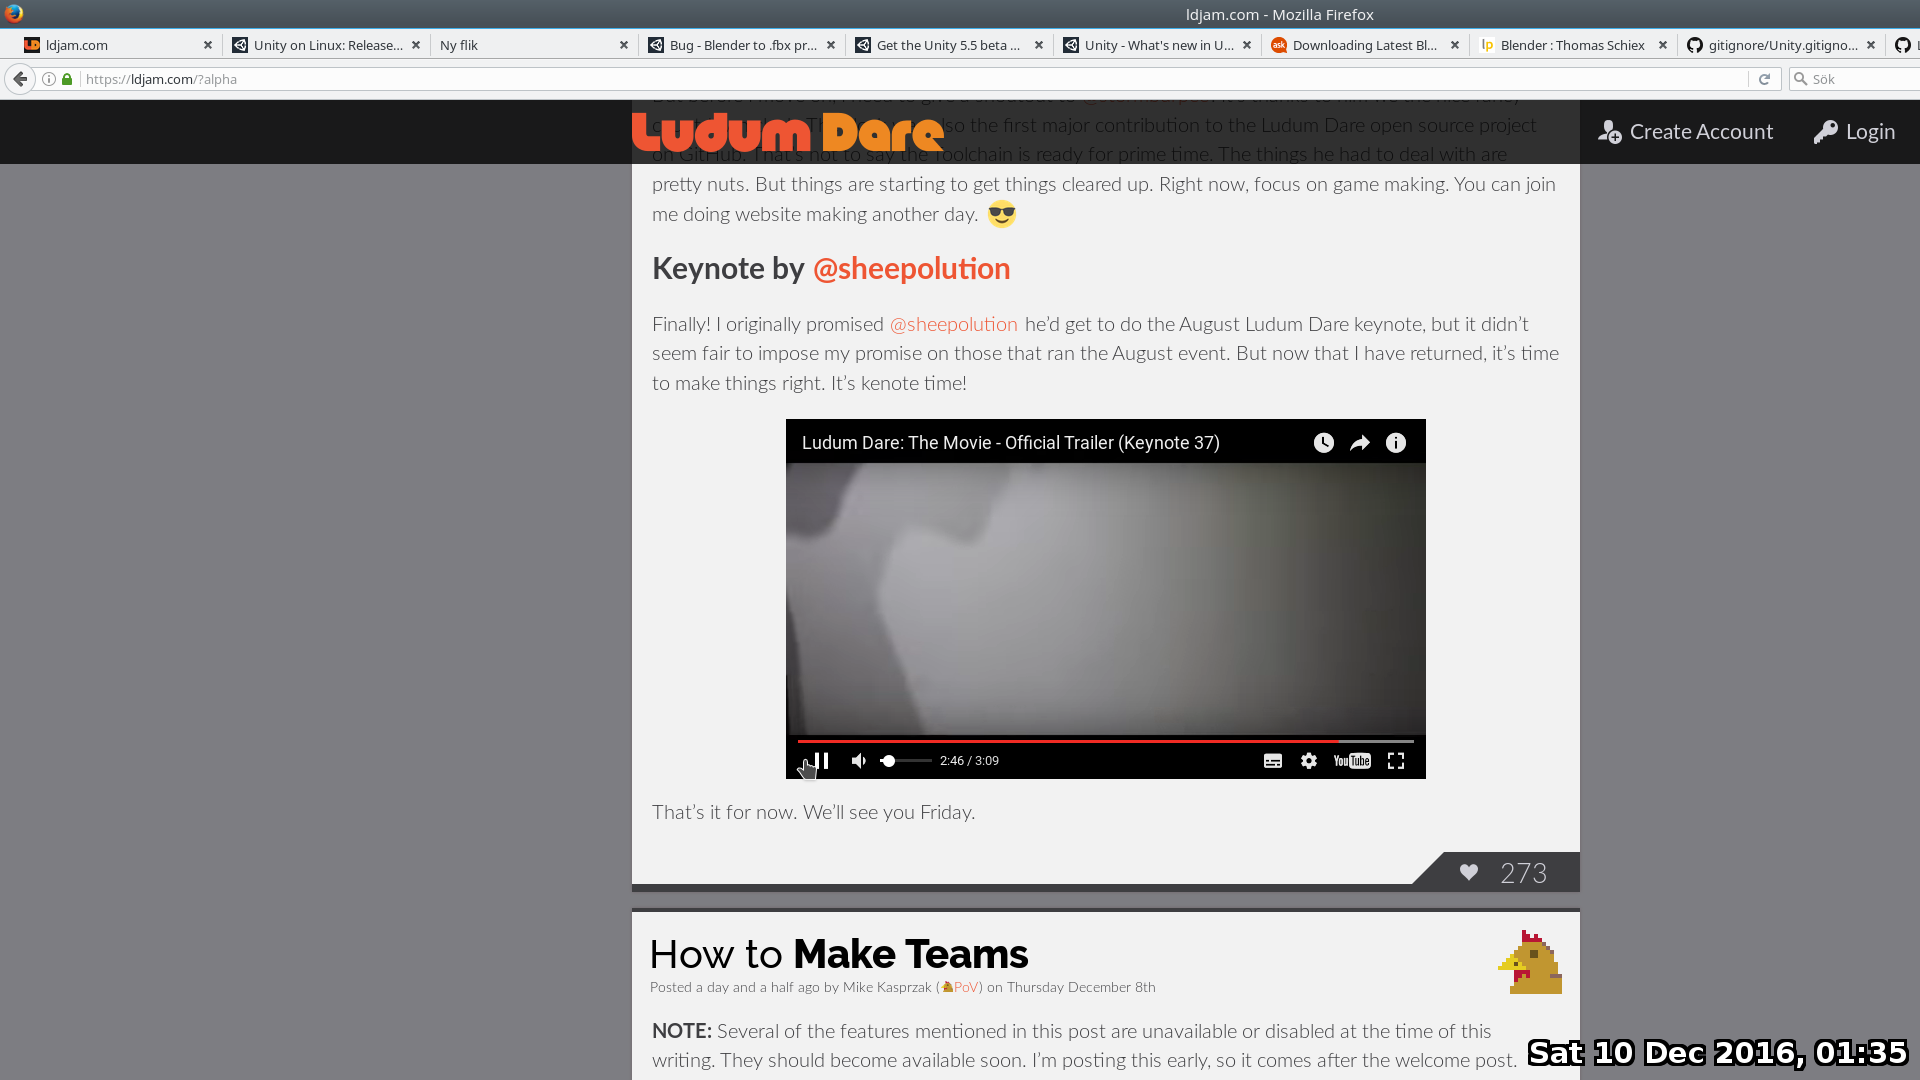 ldjam.com - Mozilla Firefox
ldjam.com
Unity on Linux: Release...
Ny flik
Bug - Blender to .fbx pr...
Get the Unity 5.5 beta ...
Unity - What's new in U...
Downloading Latest Bl...
Blender : Thomas Schiex
gitignore/Unity.gitigno...
https://ldjam.com/?alpha
Sök
Ludum Dare
Create Account
Login
also the first major contribution to the Ludum Dare open source project
on GitHub. That's not to say the Toolchain is ready for prime time. The things he had to deal with are
pretty nuts. But things are starting to get things cleared up. Right now, focus on game making. You can join
me doing website making another day.
Keynote by @sheepolution
Finally! I originally promised @sheepolution he’d get to do the August Ludum Dare keynote, but it didn’t
seem fair to impose my promise on those that ran the August event. But now that I have returned, it’s time
to make things right. It’s kenote time!
Ludum Dare: The Movie - Official Trailer (Keynote 37)
2:46 / 3:09
YouTube
That’s it for now. We’ll see you Friday.
273
How to Make Teams
Posted a day and a half ago by Mike Kasprzak (PoV) on Thursday December 8th
NOTE: Several of the features mentioned in this post are unavailable or disabled at the time of this
writing. They should become available soon. I’m posting this early, so it comes after the welcome post.
Sat 10 Dec 2016, 01:35